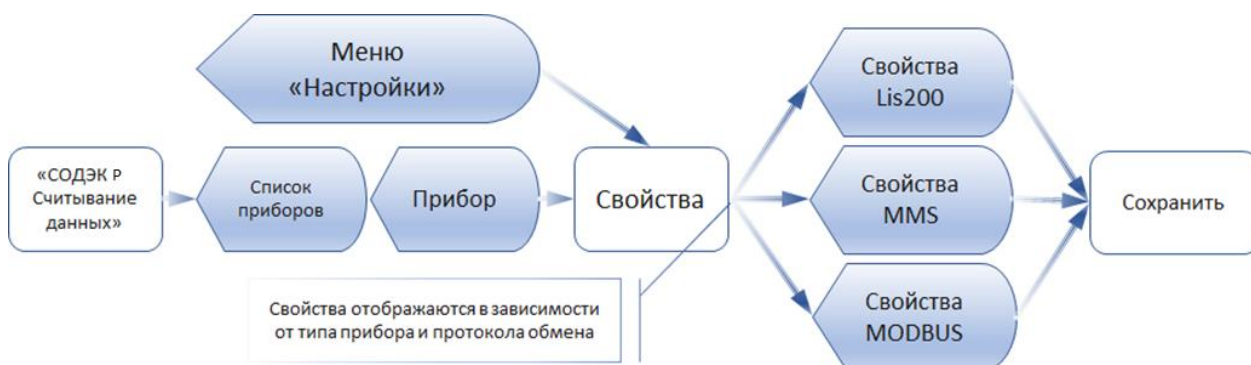 Меню
«Настройки»
«СОДЭК Р
Считывание
данных»
Список
приборов
Прибор
Свойства
Свойства
Lis200
Свойства
MMS
Свойства
MODBUS
Сохранить
Свойства отображаются в зависимости
от типа прибора и протокола обмена